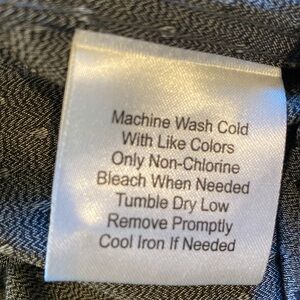 Machine Wash Cold
With Like Colors
Only Non-Chlorine
Bleach When Needed
Tumble Dry Low
Remove Promptly
Cool Iron If Needed